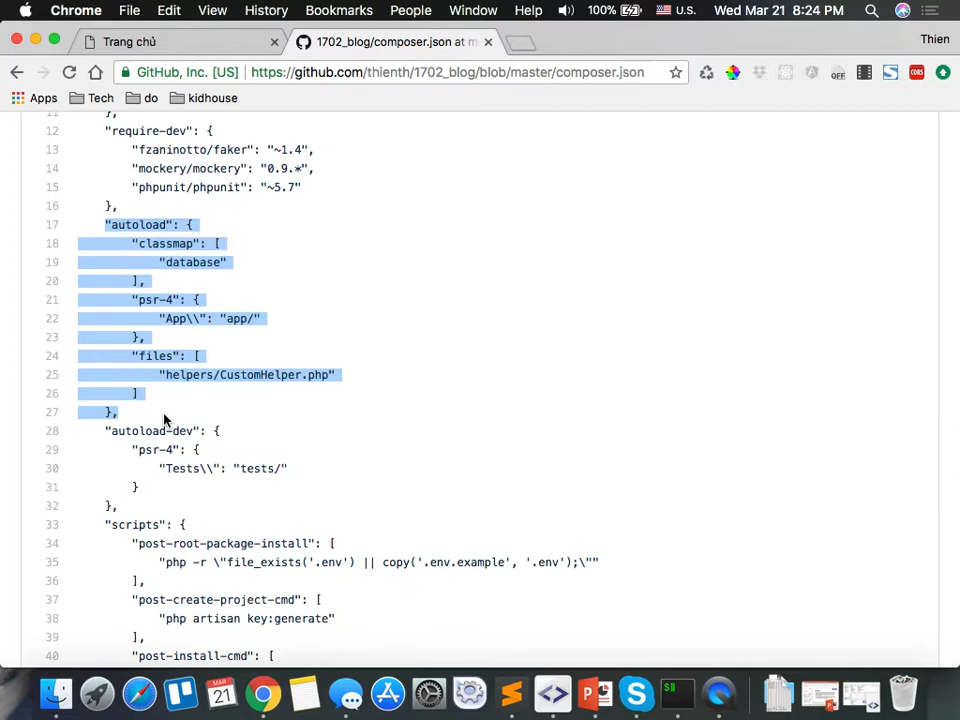 Chrome File Edit View History Bookmarks People Window Help 100% U.S. Wed Mar 21 8:24 PM
Trang chủ
1702_blog/composer.json at m
Thien
GitHub, Inc. [US] https://github.com/thienth/1702_blog/blob/master/composer.json
OFF
CORS
Apps Tech do kidhouse
11 },
12 "require-dev": {
13 "fzaninotto/faker": "~1.4",
14 "mockery/mockery": "0.9.*",
15 "phpunit/phpunit": "~5.7"
16 },
17 "autoload": {
18 "classmap": [
19 "database"
20 ],
21 "psr-4": {
22 "App\\": "app/"
23 },
24 "files": [
25 "helpers/CustomHelper.php"
26 ]
27 },
28 "autoload-dev": {
29 "psr-4": {
30 "Tests\\": "tests/"
31 }
32 },
33 "scripts": {
34 "post-root-package-install": [
35 "php -r \"file_exists('.env') || copy('.env.example', '.env');\""
36 ],
37 "post-create-project-cmd": [
38 "php artisan key:generate"
39 ],
40 "post-install-cmd": [
MAR
21